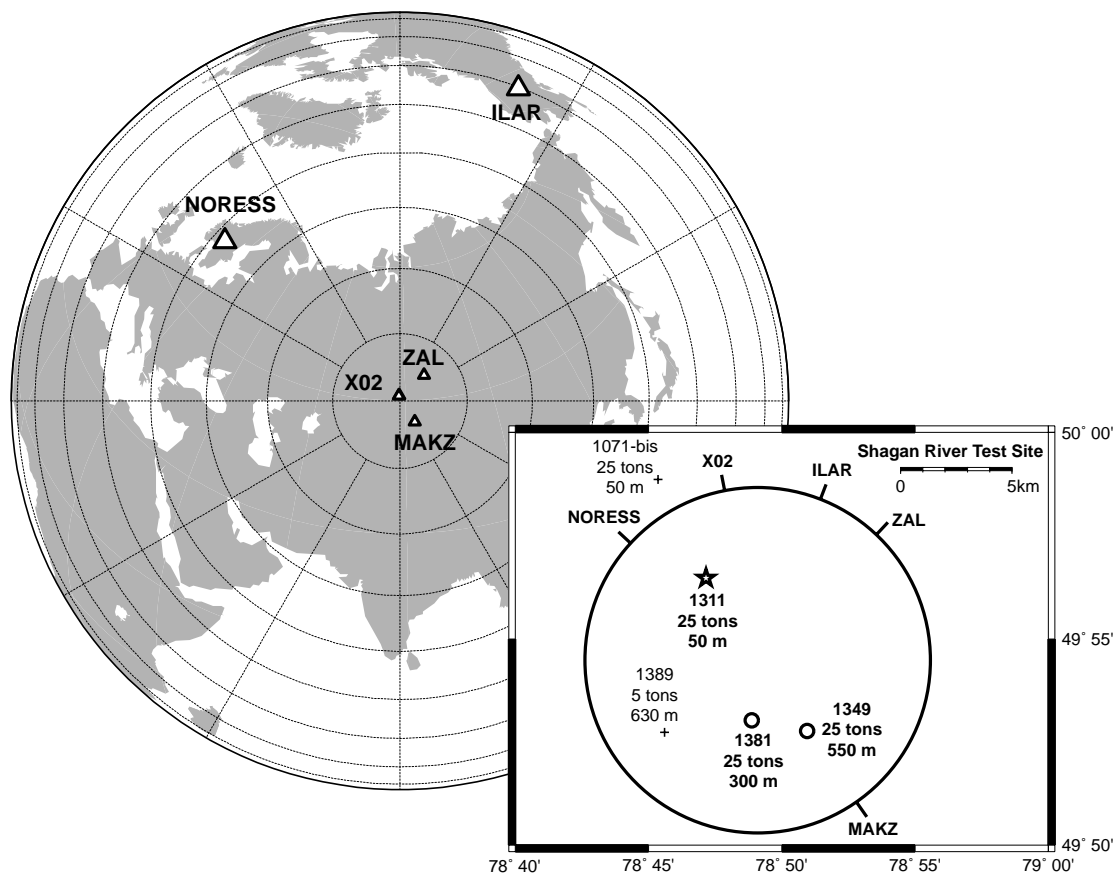 ILAR
NORESS
ZAL
X02
MAKZ
1071-bis
25 tons
50 m
X02
ILAR
Shagan River Test Site
0 5km
NORESS
ZAL
1311
25 tons
50 m
1389
5 tons
630 m
1381
25 tons
300 m
1349
25 tons
550 m
MAKZ
50° 00'
49° 55'
49° 50'
78° 40' 78° 45' 78° 50' 78° 55' 79° 00'